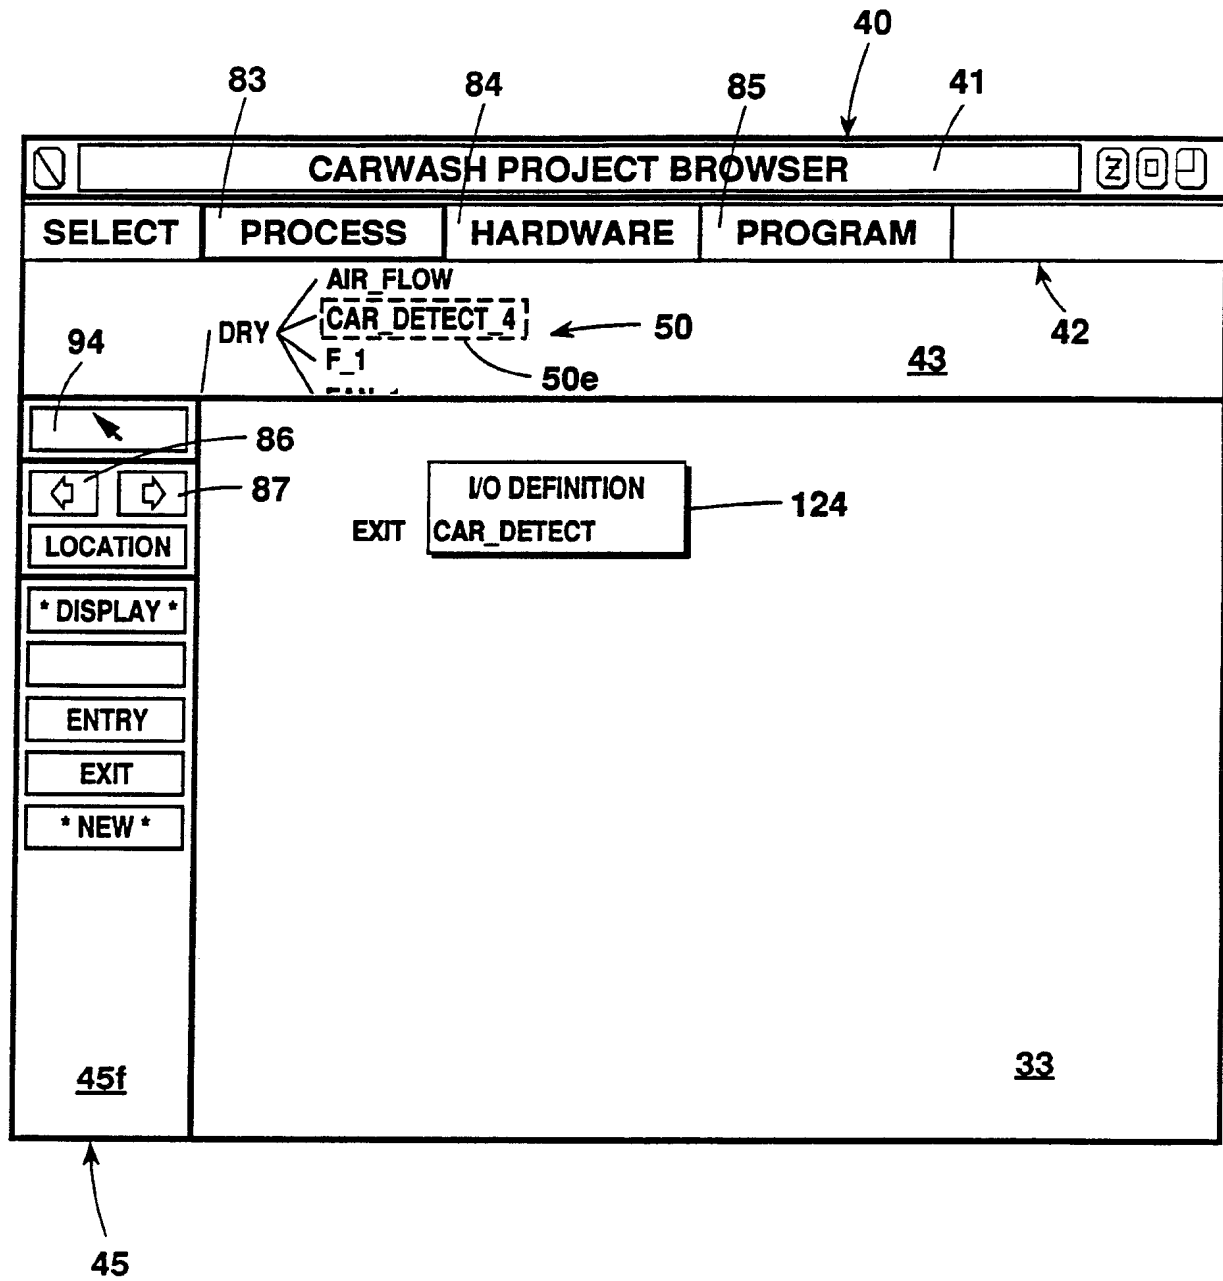 40
83 84 85 41
CARWASH PROJECT BROWSER
Z
SELECT PROCESS HARDWARE PROGRAM
AIR_FLOW
DRY CAR_DETECT_4 50 42
94 F_1 50e 43
86
87 I/O DEFINITION 124
LOCATION EXIT CAR_DETECT
* DISPLAY *
ENTRY
EXIT
* NEW *
45f 33
45